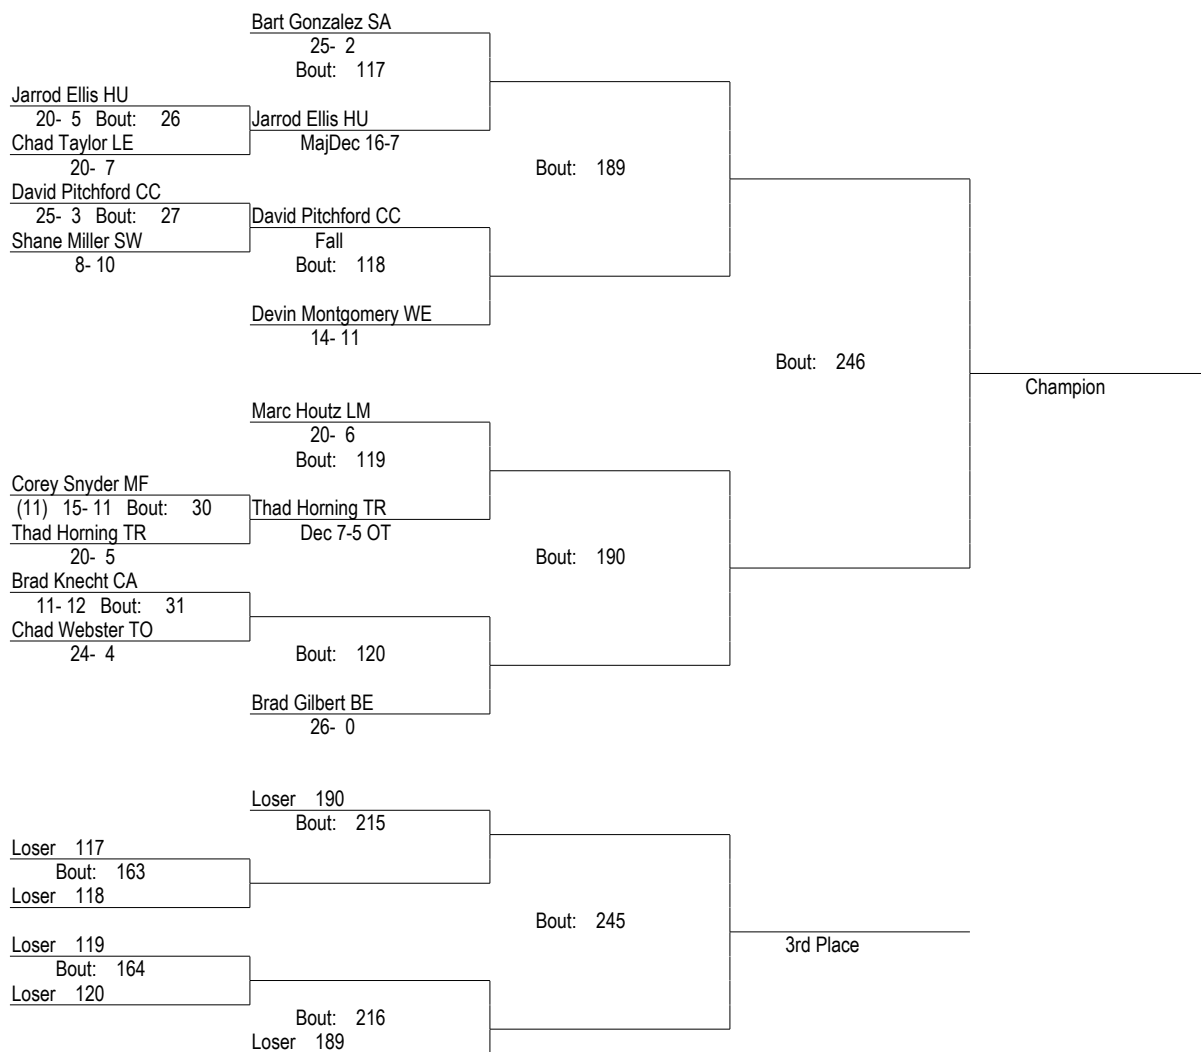 Bart Gonzalez SA
25- 2
Bout: 117
Jarrod Ellis HU
20- 5 Bout: 26
Jarrod Ellis HU
Chad Taylor LE
MajDec 16-7
20- 7
Bout: 189
David Pitchford CC
25- 3 Bout: 27
David Pitchford CC
Shane Miller SW
Fall
8- 10
Bout: 118
Devin Montgomery WE
14- 11
Bout: 246
Champion
Marc Houtz LM
20- 6
Bout: 119
Corey Snyder MF
(11) 15- 11 Bout: 30
Thad Horning TR
Thad Horning TR
Dec 7-5 OT
20- 5
Bout: 190
Brad Knecht CA
11- 12 Bout: 31
Chad Webster TO
24- 4
Bout: 120
Brad Gilbert BE
26- 0
Loser 190
Bout: 215
Loser 117
Bout: 163
Loser 118
Bout: 245
Loser 119
3rd Place
Bout: 164
Loser 120
Bout: 216
Loser 189